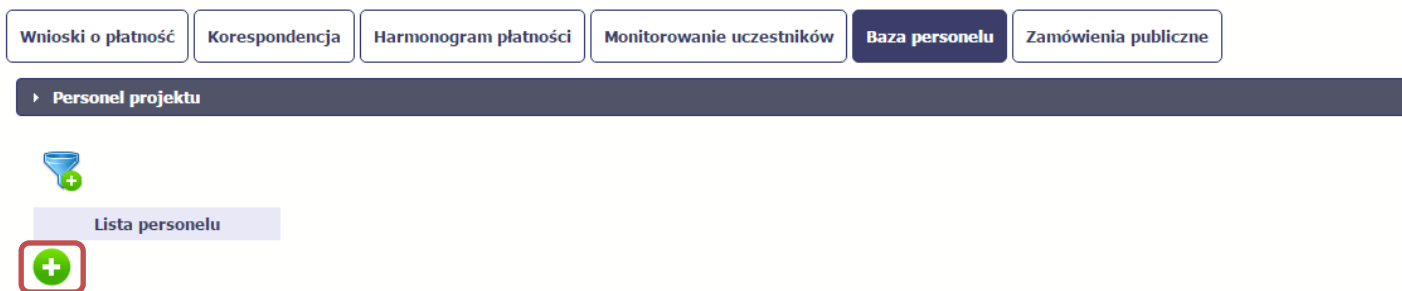 Wnioski o płatność Korespondencja Harmonogram płatności Monitorowanie uczestników Baza personelu Zamówienia publiczne
Personel projektu
Lista personelu